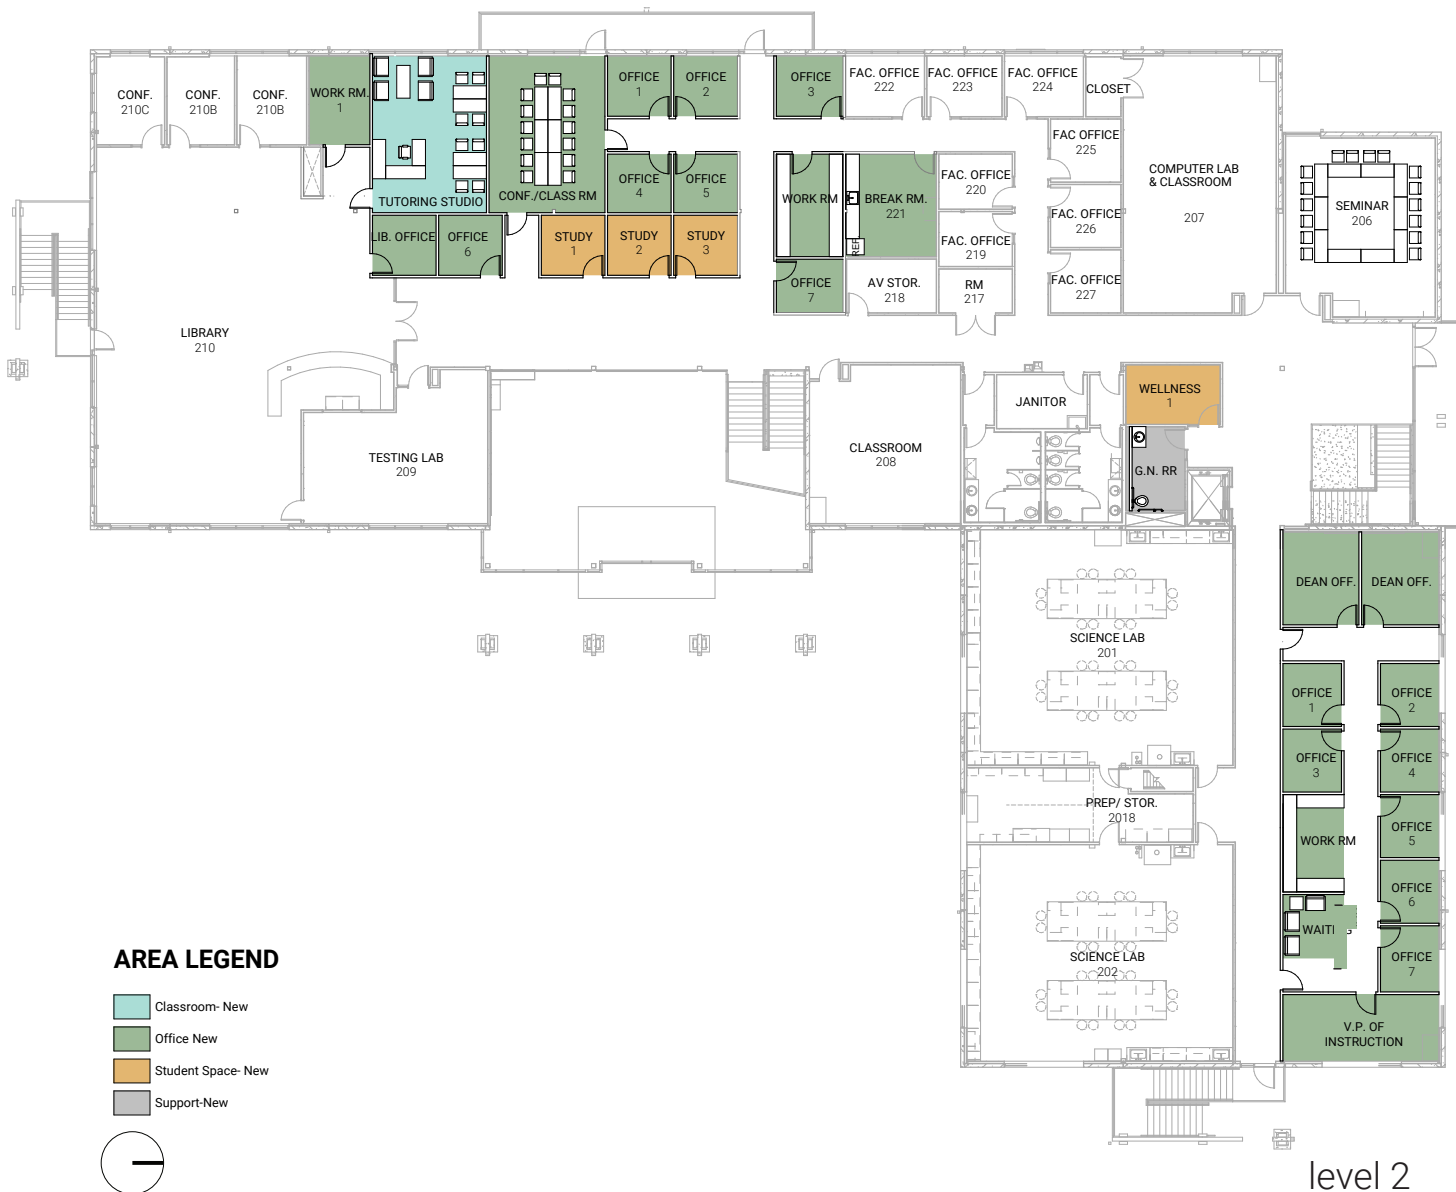 CONF.
210C
CONF.
210B
CONF.
210B
WORK RM.
1
TUTORING STUDIO
CONF./CLASS RM
OFFICE
1
OFFICE
2
OFFICE
3
FAC. OFFICE
222
FAC. OFFICE
223
FAC. OFFICE
224
CLOSET
FAC OFFICE
225
COMPUTER LAB
& CLASSROOM
207
SEMINAR
206
OFFICE
4
OFFICE
5
WORK RM
BREAK RM.
221
REF
FAC. OFFICE
220
FAC. OFFICE
226
LIB. OFFICE
OFFICE
6
STUDY
1
STUDY
2
STUDY
3
FAC. OFFICE
219
OFFICE
7
AV STOR.
218
RM
217
FAC. OFFICE
227
LIBRARY
210
TESTING LAB
209
CLASSROOM
208
JANITOR
WELLNESS
1
G.N. RR
DEAN OFF.
DEAN OFF.
SCIENCE LAB
201
OFFICE
1
OFFICE
2
OFFICE
3
OFFICE
4
PREP/ STOR.
2018
WORK RM
OFFICE
5
OFFICE
6
SCIENCE LAB
202
OFFICE
7
V.P. OF
INSTRUCTION
AREA LEGEND
Classroom- New
Office New
Student Space- New
Support-New
level 2